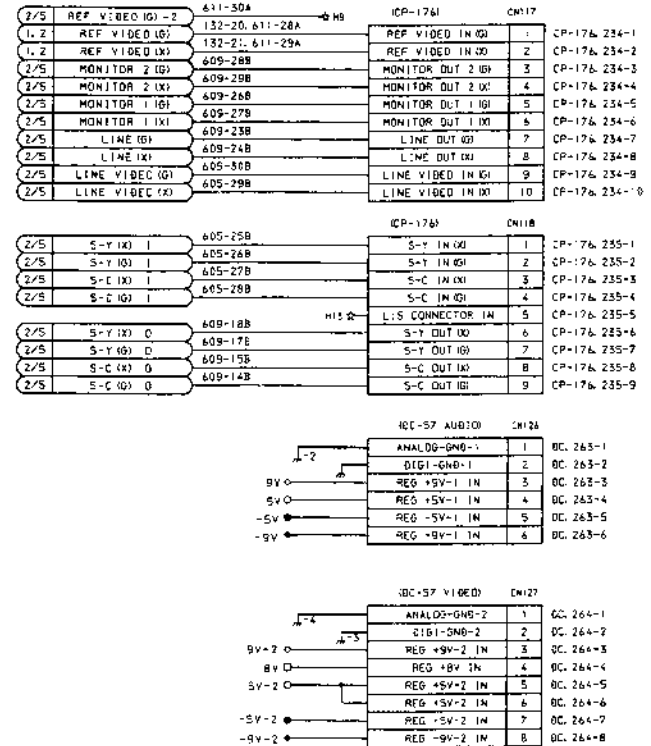 2/5 REF VIDEO (G) -2 611-30A H9 (CP-176) CN117
1, 2 REF VIDEO (G) 132-20, 611-28A REF VIDEO IN (G) 1 CP-176, 234-1
1, 2 REF VIDEO (X) 132-21, 611-29A REF VIDEO IN (X) 2 CP-176, 234-2
2/5 MONITOR 2 (G) 609-28B MONITOR OUT 2 (G) 3 CP-176, 234-3
2/5 MONITOR 2 (X) 609-29B MONITOR OUT 2 (X) 4 CP-176, 234-4
2/5 MONITOR 1 (G) 609-26B MONITOR OUT 1 (G) 5 CP-176, 234-5
2/5 MONITOR 1 (X) 609-27B MONITOR OUT 1 (X) 6 CP-176, 234-6
2/5 LINE (G) 609-23B LINE OUT (G) 7 CP-176, 234-7
2/5 LINE (X) 609-24B LINE OUT (X) 8 CP-176, 234-8
2/5 LINE VIDEO (G) 605-30B LINE VIDEO IN (G) 9 CP-176, 234-9
2/5 LINE VIDEO (X) 605-29B LINE VIDEO IN (X) 10 CP-176, 234-10
(CP-176) CN118
2/5 S-Y (X) I 605-25B S-Y IN (X) 1 CP-176, 235-1
2/5 S-Y (G) I 605-26B S-Y IN (G) 2 CP-176, 235-2
2/5 S-C (X) I 605-27B S-C IN (X) 3 CP-176, 235-3
2/5 S-C (G) I 605-28B S-C IN (G) 4 CP-176, 235-4
H13 L:S CONNECTOR IN 5 CP-176, 235-5
2/5 S-Y (X) O 609-18B S-Y OUT (X) 6 CP-176, 235-6
2/5 S-Y (G) O 609-17B S-Y OUT (G) 7 CP-176, 235-7
2/5 S-C (X) O 609-15B S-C OUT (X) 8 CP-176, 235-8
2/5 S-C (G) O 609-14B S-C OUT (G) 9 CP-176, 235-9
(DC-57 AUDIO) CN126
-2 ANALOG-GND-1 1 DC, 263-1
DIGI-GND-1 2 DC, 263-2
9V REG +9V-1 IN 3 DC, 263-3
5V REG +5V-1 IN 4 DC, 263-4
-5V REG -5V-1 IN 5 DC, 263-5
-9V REG -9V-1 IN 6 DC, 263-6
(DC-57 VIDEO) CN127
-4 ANALOG-GND-2 1 DC, 264-1
-3 DIGI-GND-2 2 DC, 264-2
9V-2 REG +9V-2 IN 3 DC, 264-3
8V REG +8V IN 4 DC, 264-4
5V-2 REG +5V-2 IN 5 DC, 264-5
REG +5V-2 IN 6 DC, 264-6
-5V-2 REG -5V-2 IN 7 DC, 264-7
-9V-2 REG -9V-2 IN 8 DC, 264-8